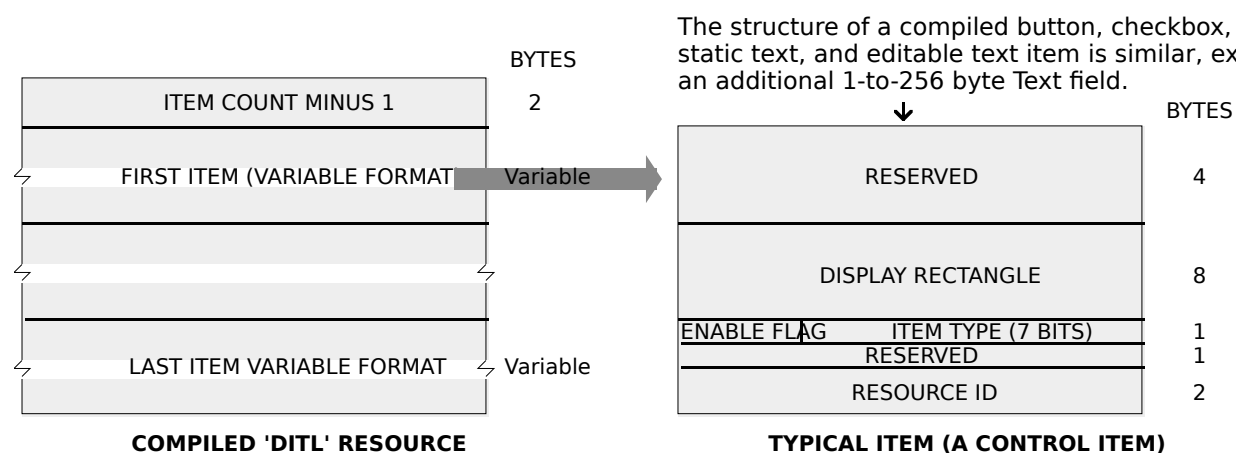 The structure of a compiled button, checkbox,
static text, and editable text item is similar,
an additional 1-to-256 byte Text field.
BYTES
ITEM COUNT MINUS 1 2
FIRST ITEM (VARIABLE FORMAT Variable
LAST ITEM VARIABLE FORMAT Variable
COMPILED 'DITL' RESOURCE
BYTES
RESERVED 4
DISPLAY RECTANGLE 8
ENABLE FLAG ITEM TYPE (7 BITS) 1
RESERVED 1
RESOURCE ID 2
TYPICAL ITEM (A CONTROL ITEM)